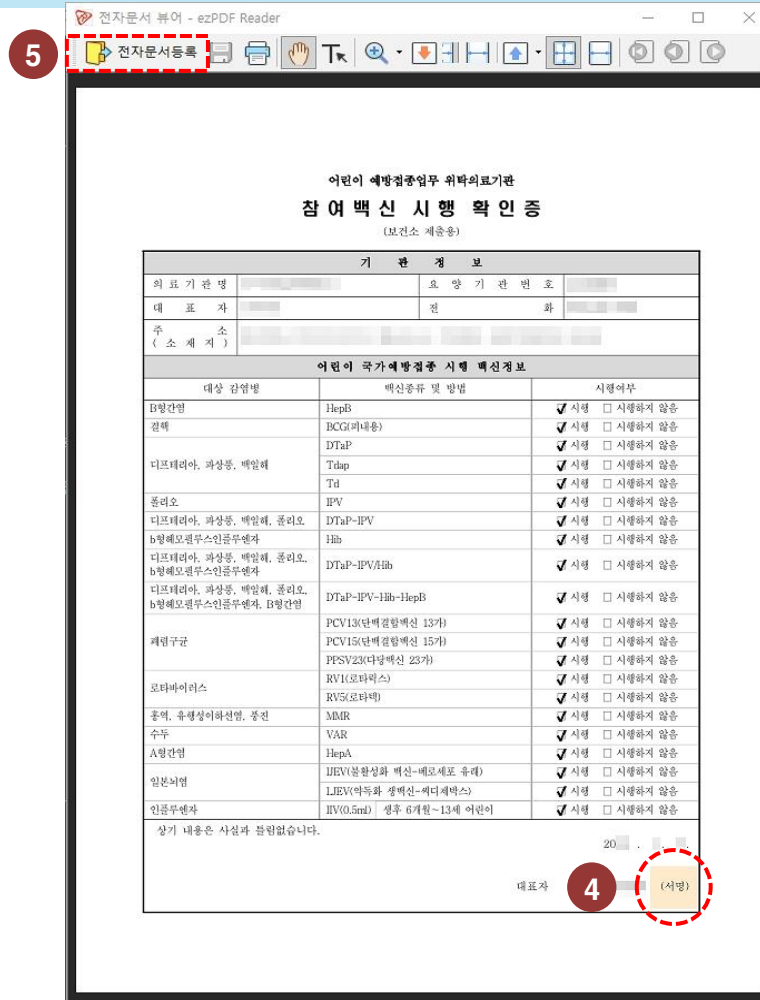 전자문서 뷰어 - ezPDF Reader
5
전자문서등록
어린이 예방접종업무 위탁의료기관
참 여 백 신 시 행 확 인 증
(보건소 제출용)
기 관 정 보
의 료 기 관 명
요 양 기 관 번 호
대 표 자
전 화
주 소
( 소 재 지 )
어린이 국가예방접종 시행 백신정보
대상 감염병 백신종류 및 방법 시행여부
B형간염 HepB 시행 시행하지 않음
결핵 BCG(피내용) 시행 시행하지 않음
디프테리아, 파상풍, 백일해 DTaP 시행 시행하지 않음
Tdap 시행 시행하지 않음
Td 시행 시행하지 않음
폴리오 IPV 시행 시행하지 않음
디프테리아, 파상풍, 백일해, 폴리오 DTaP-IPV 시행 시행하지 않음
b형헤모필루스인플루엔자 Hib 시행 시행하지 않음
디프테리아, 파상풍, 백일해, 폴리오,
b형헤모필루스인플루엔자 DTaP-IPV/Hib 시행 시행하지 않음
디프테리아, 파상풍, 백일해, 폴리오,
b형헤모필루스인플루엔자, B형간염 DTaP-IPV-Hib-HepB 시행 시행하지 않음
폐렴구균 PCV13(단백결합백신 13가) 시행 시행하지 않음
PCV15(단백결합백신 15가) 시행 시행하지 않음
PPSV23(다당백신 23가) 시행 시행하지 않음
로타바이러스 RV1(로타릭스) 시행 시행하지 않음
RV5(로타텍) 시행 시행하지 않음
홍역, 유행성이하선염, 풍진 MMR 시행 시행하지 않음
수두 VAR 시행 시행하지 않음
A형간염 HepA 시행 시행하지 않음
일본뇌염 IJEV(불활성화 백신-베로세포 유래) 시행 시행하지 않음
LJEV(약독화 생백신-씨디제박스) 시행 시행하지 않음
인플루엔자 IIV(0.5ml) 생후 6개월~13세 어린이 시행 시행하지 않음
상기 내용은 사실과 틀림없습니다.
20 . . .
대표자 4 (서명)